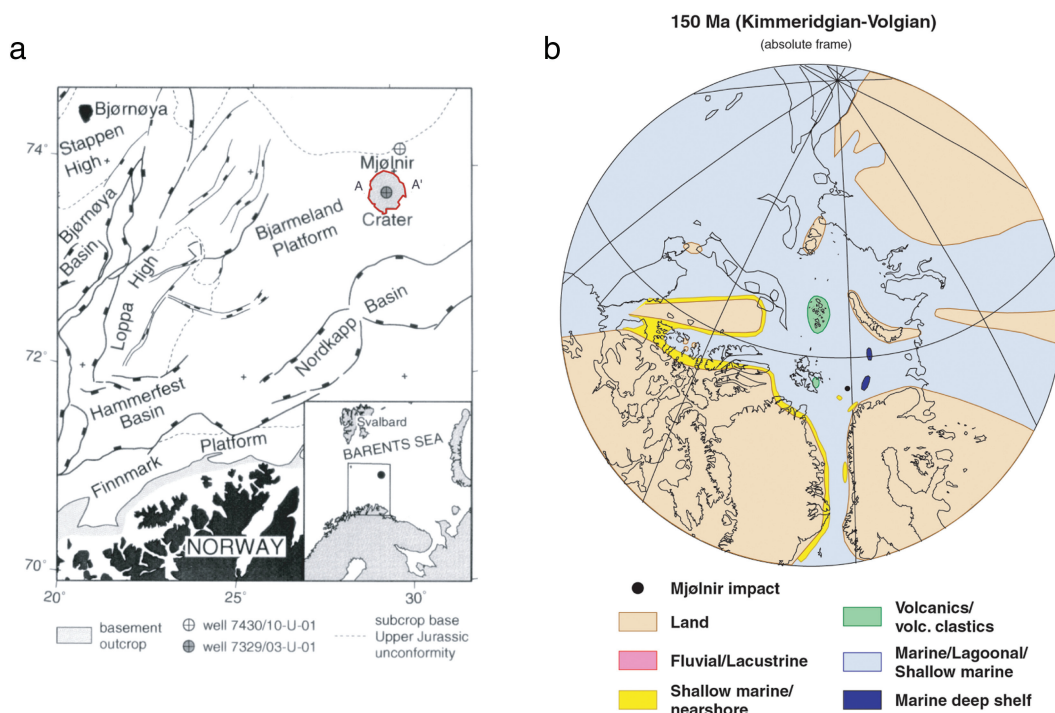 a
Bjørnøya
Stappen
High
74°
Mjølnir
A
A'
Crater
Bjørnøya
Basin
Bjarmeland
Platform
High
Loppa
Basin
Nordkapp
72°
Hammerfest
Basin
Platform
Finnmark
Svalbard
BARENTS SEA
NORWAY
70°
20°
25°
30°
basement
outcrop
well 7430/10-U-01
well 7329/03-U-01
subcrop base
Upper Jurassic
unconformity
b
150 Ma (Kimmeridgian-Volgian)
(absolute frame)
Mjølnir impact
Land
Fluvial/Lacustrine
Shallow marine/
nearshore
Volcanics/
volc. clastics
Marine/Lagoonal/
Shallow marine
Marine deep shelf